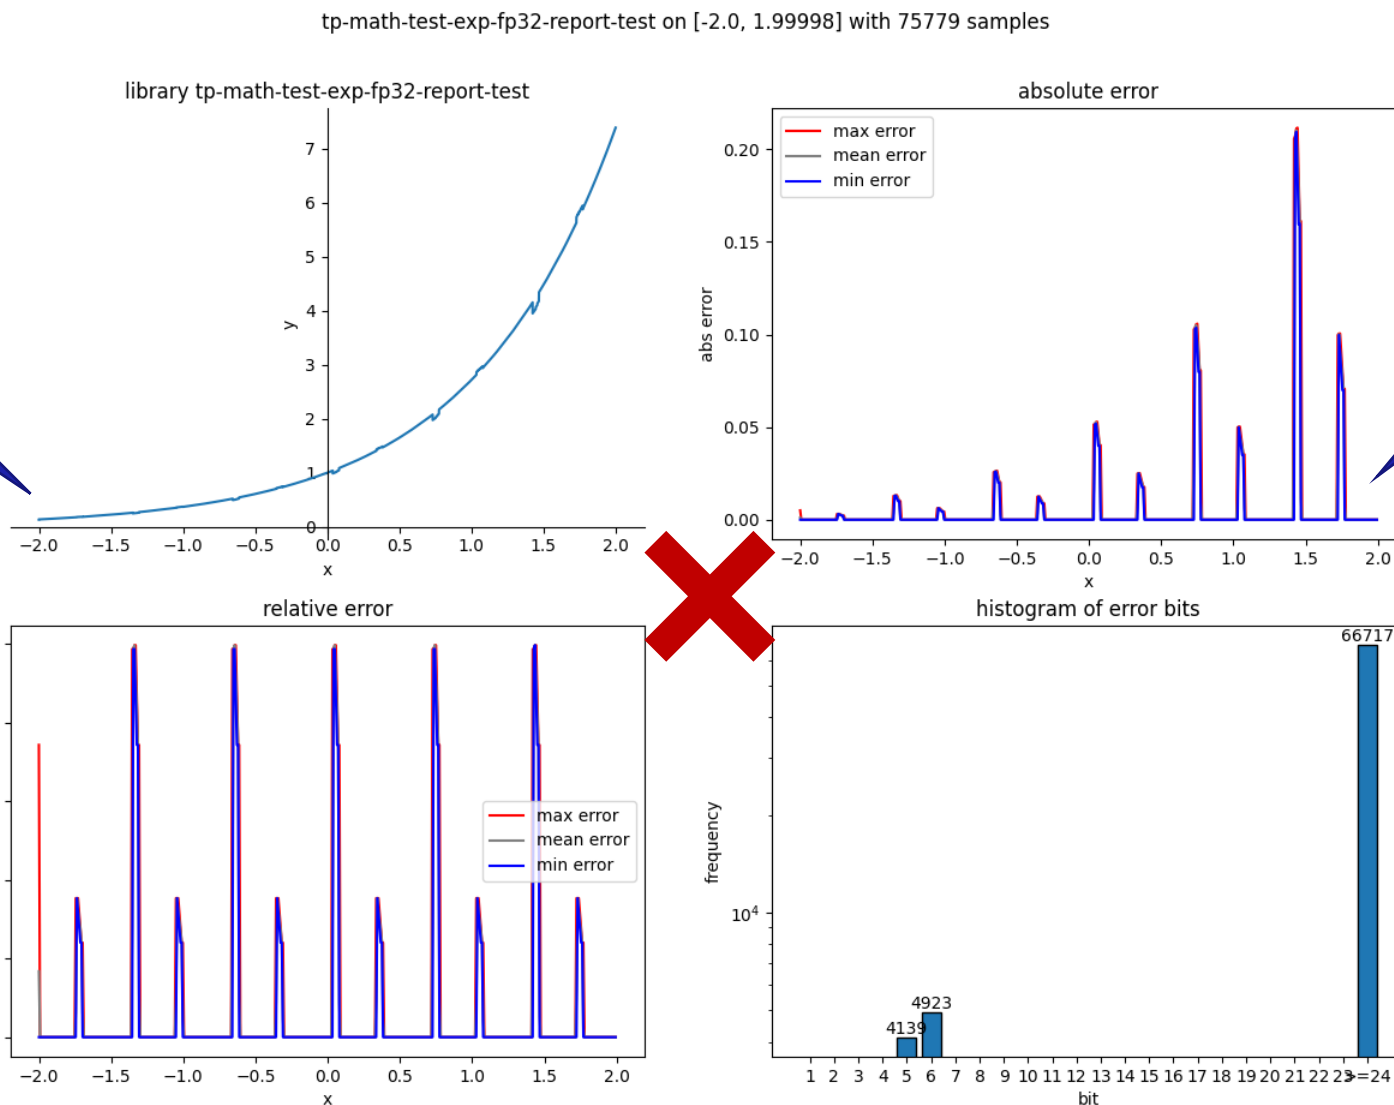 tp-math-test-exp-fp32-report-test on [-2.0, 1.99998] with 75779 samples
library tp-math-test-exp-fp32-report-test
7
6
5
4
3
2
1
0
y
−2.0 −1.5 −1.0 −0.5 0.0 0.5 1.0 1.5 2.0
x
absolute error
max error
mean error
min error
0.20
0.15
0.10
0.05
0.00
abs error
−2.0 −1.5 −1.0 −0.5 0.0 0.5 1.0 1.5 2.0
x
relative error
max error
mean error
min error
−2.0 −1.5 −1.0 −0.5 0.0 0.5 1.0 1.5 2.0
x
histogram of error bits
66717
4923
4139
10^4
frequency
1 2 3 4 5 6 7 8 9 10 11 12 13 14 15 16 17 18 19 20 21 22 23 >=24
bit